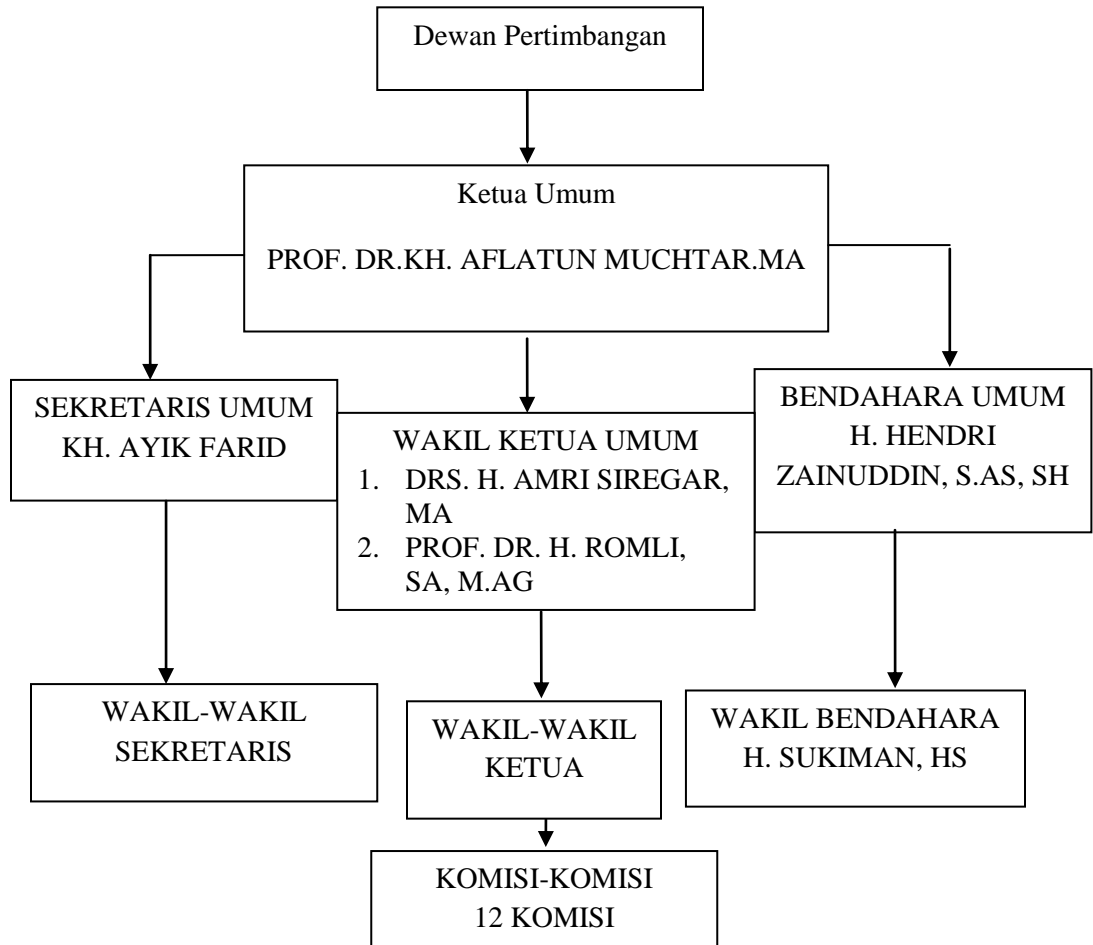 Dewan Pertimbangan
Ketua Umum
PROF. DR.KH. AFLATUN MUCHTAR.MA
SEKRETARIS UMUM
KH. AYIK FARID
WAKIL KETUA UMUM
1. DRS. H. AMRI SIREGAR,
MA
2. PROF. DR. H. ROMLI,
SA, M.AG
BENDAHARA UMUM
H. HENDRI
ZAINUDDIN, S.AS, SH
WAKIL-WAKIL
SEKRETARIS
WAKIL-WAKIL
KETUA
WAKIL BENDAHARA
H. SUKIMAN, HS
KOMISI-KOMISI
12 KOMISI